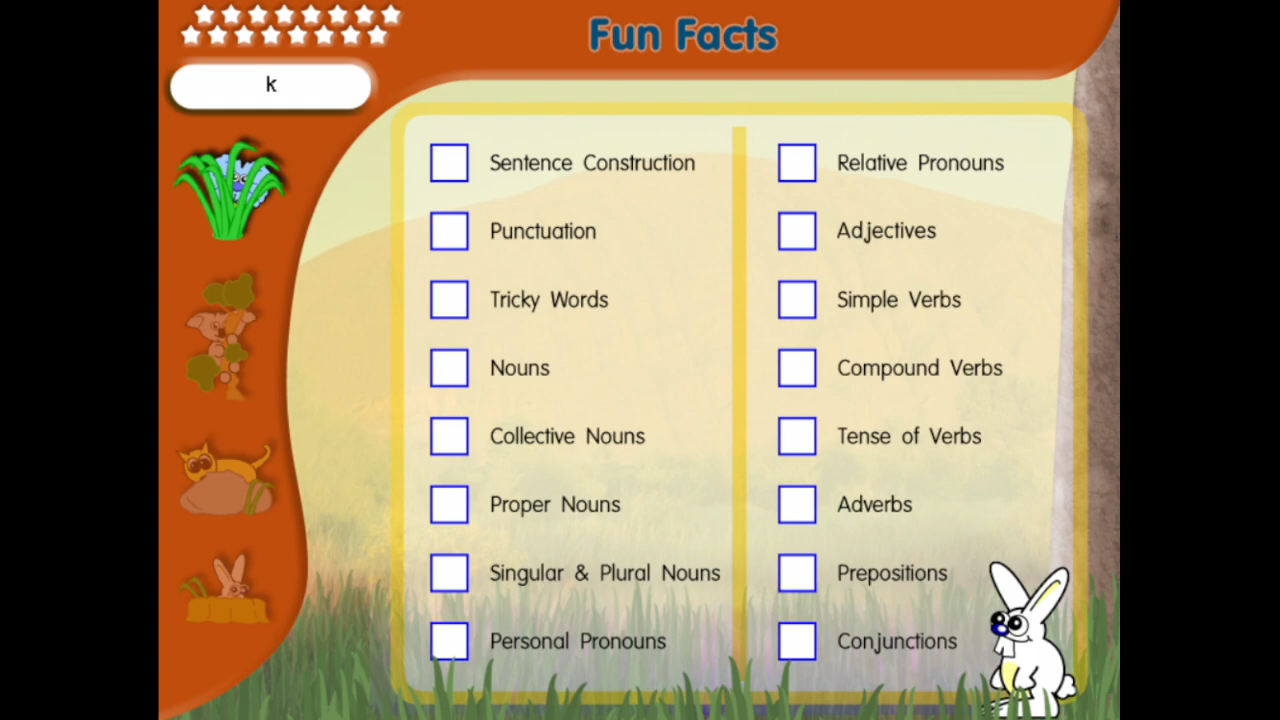 Fun Facts
k
Sentence Construction
Punctuation
Tricky Words
Nouns
Collective Nouns
Proper Nouns
Singular & Plural Nouns
Personal Pronouns
Relative Pronouns
Adjectives
Simple Verbs
Compound Verbs
Tense of Verbs
Adverbs
Prepositions
Conjunctions